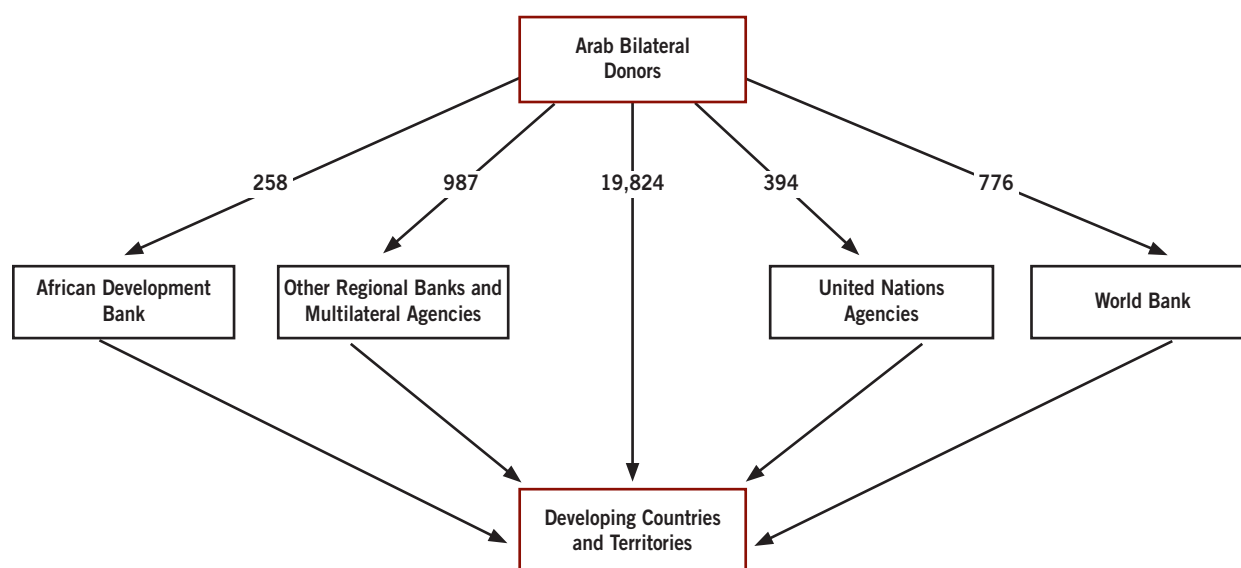 Arab Bilateral
Donors
258
987
19,824
394
776
African Development
Bank
Other Regional Banks and
Multilateral Agencies
United Nations
Agencies
World Bank
Developing Countries
and Territories